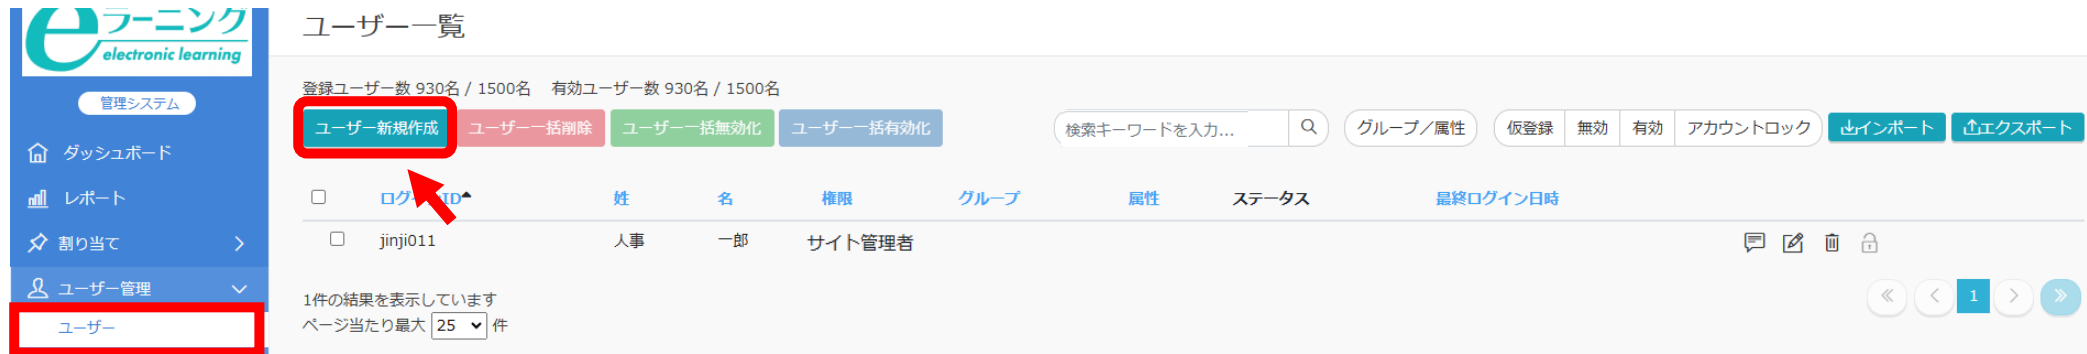 eラーニング
electronic learning
管理システム
ダッシュボード
レポート
割り当て
ユーザー管理
ユーザー
ユーザー一覧
登録ユーザー数 930名 / 1500名 有効ユーザー数 930名 / 1500名
ユーザー新規作成 ユーザー一括削除 ユーザー一括無効化 ユーザー一括有効化 検索キーワードを入力... グループ／属性 仮登録 無効 有効 アカウントロック インポート エクスポート
ID 姓 名 権限 グループ 属性 ステータス 最終ログイン日時
jinji011 人事 一郎 サイト管理者
1件の結果を表示しています
ページ当たり最大 25 件
« < 1 > »